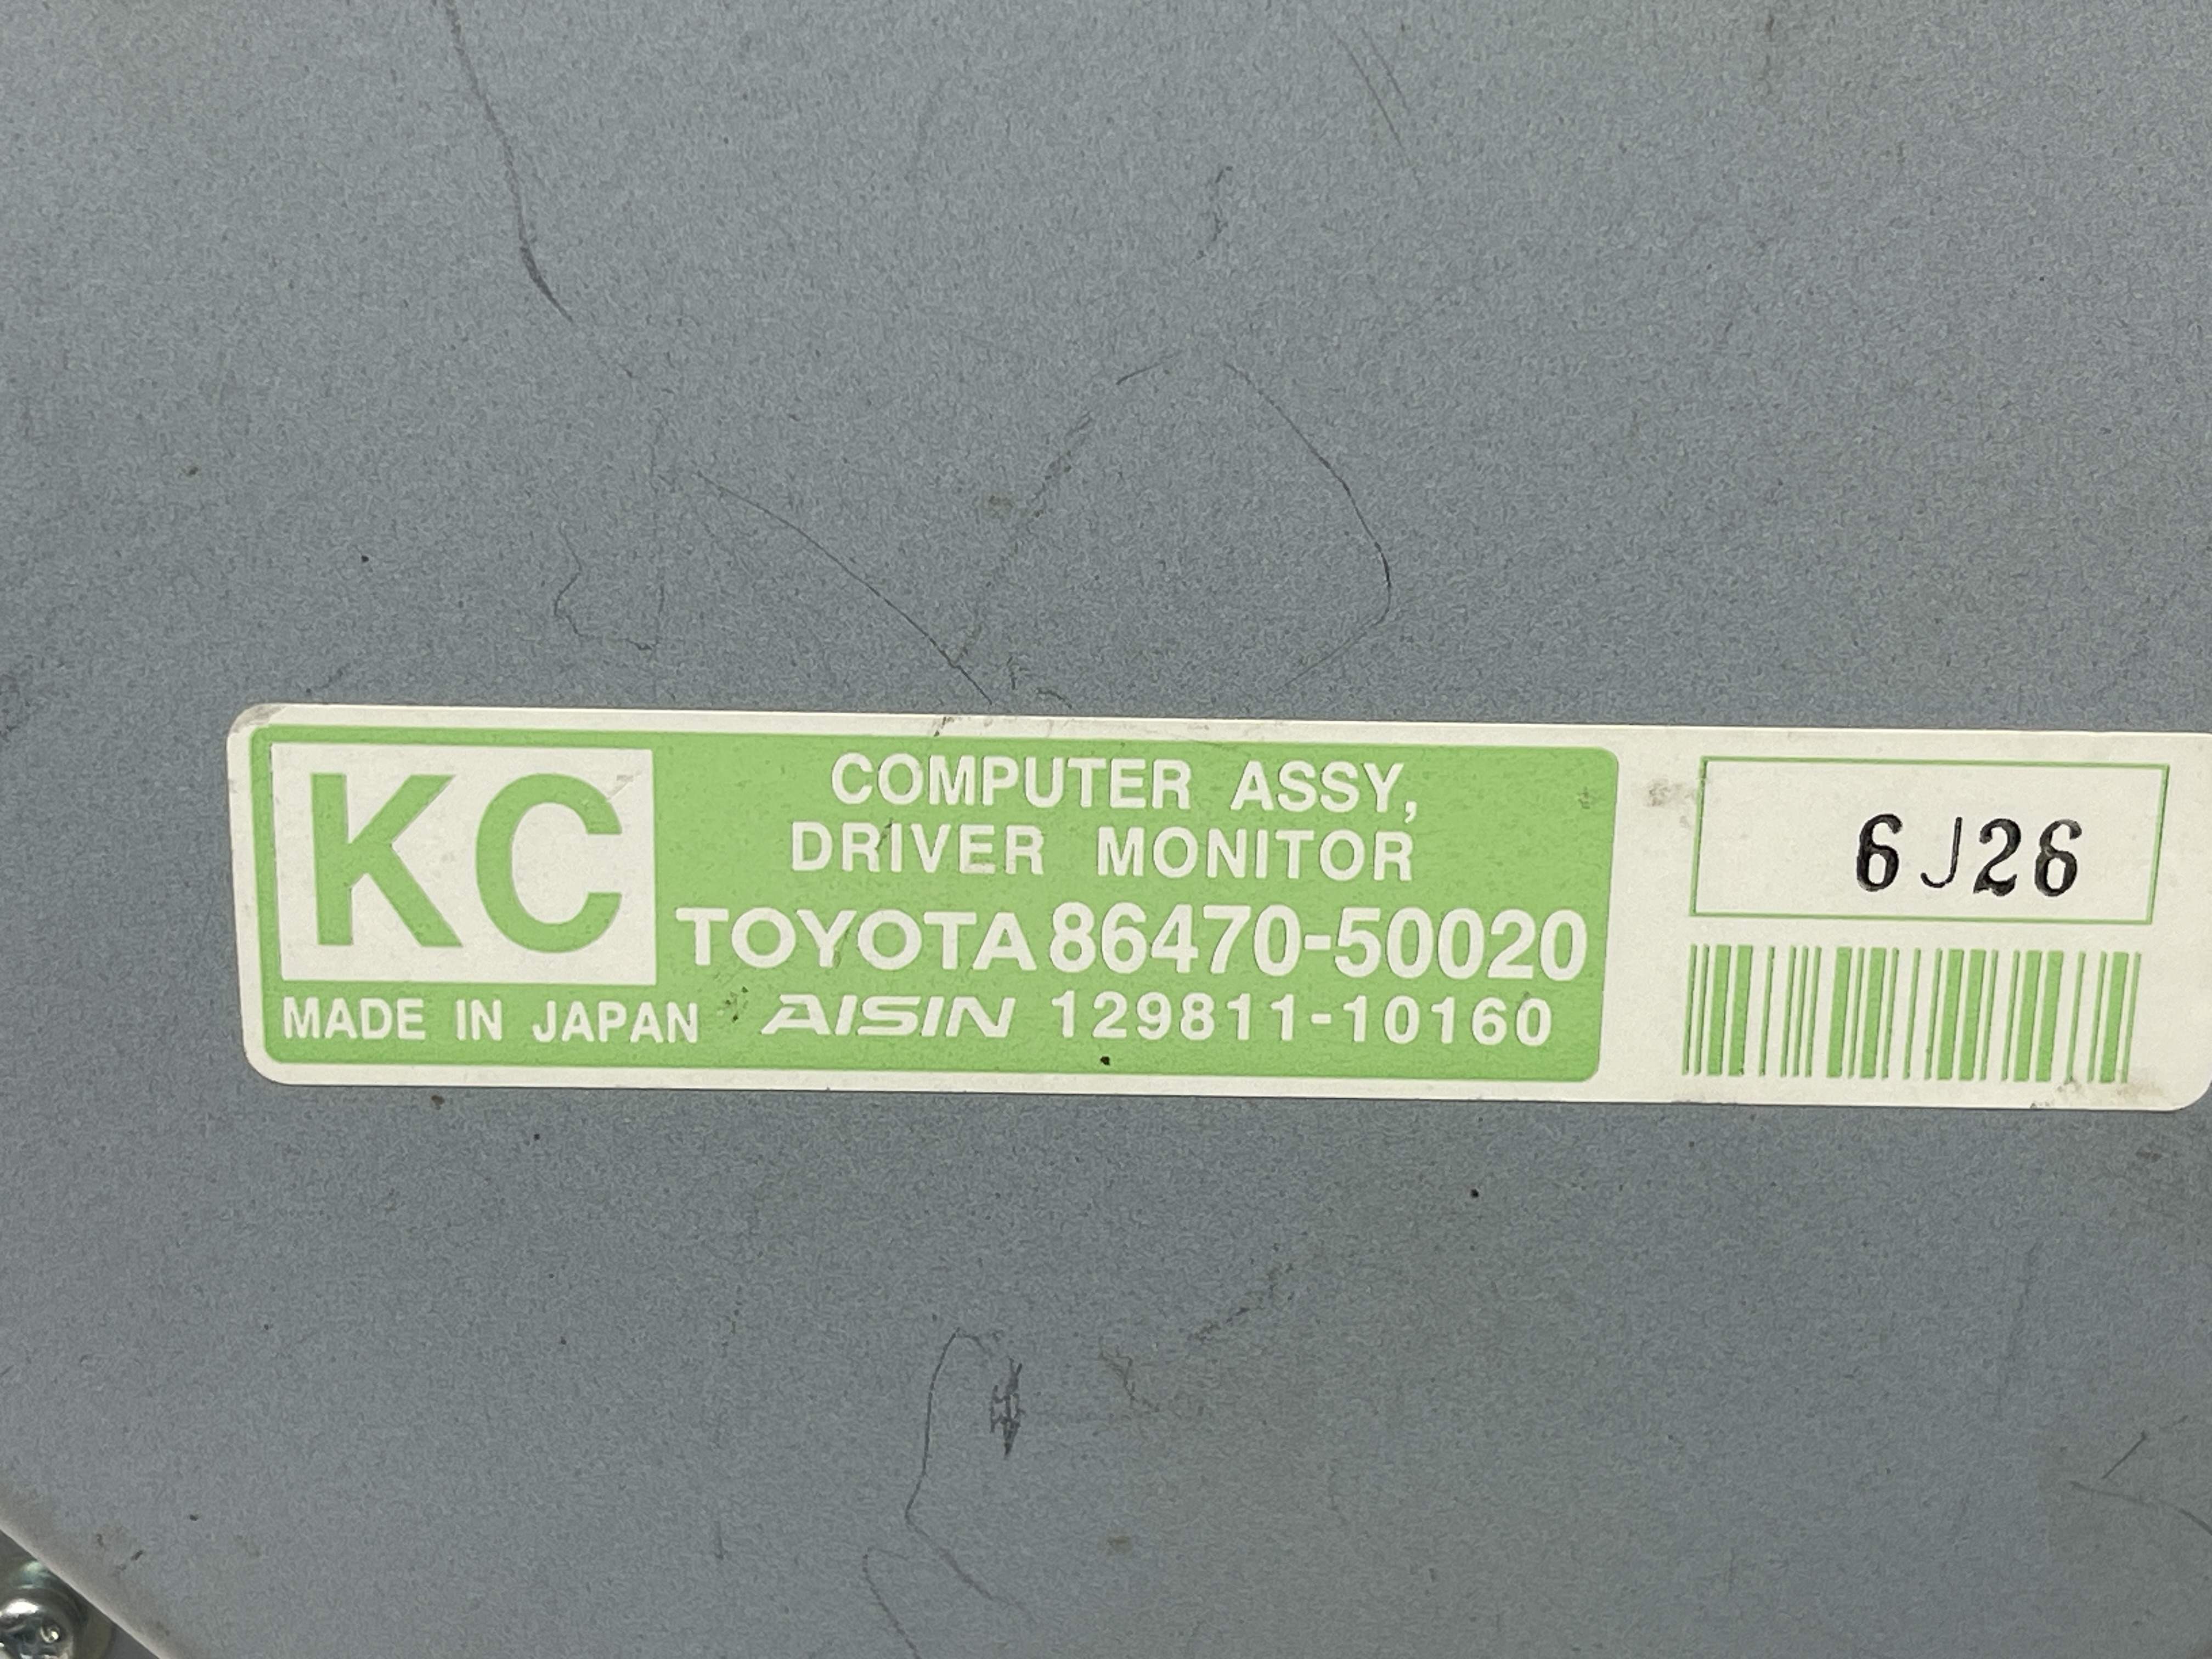 KC
COMPUTER ASSY,
DRIVER MONITOR
TOYOTA 86470-50020
MADE IN JAPAN AISIN 129811-10160
6J26